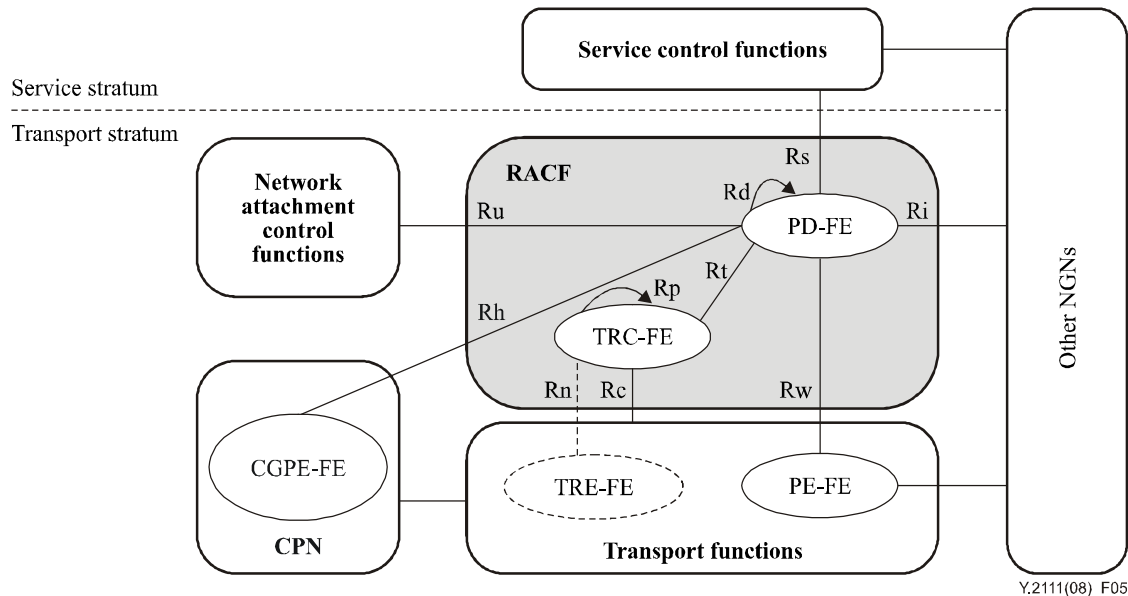 Service control functions
Service stratum
Transport stratum
Network
attachment
control
functions
RACF
Rs
Rd
Ru
PD-FE
Ri
Rt
Rp
Rh
TRC-FE
Rn
Rc
Rw
Other NGNs
CGPE-FE
CPN
TRE-FE
PE-FE
Transport functions
Y.2111(08)_F05